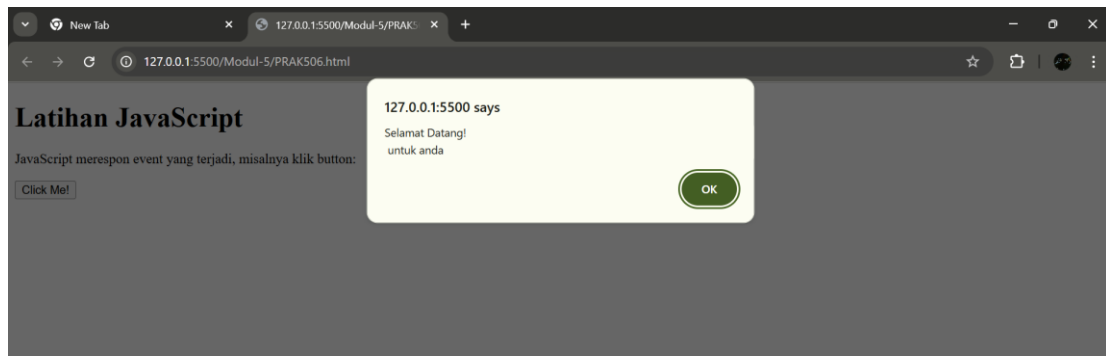 New Tab
127.0.0.1:5500/Modul-5/PRAK5
127.0.0.1:5500/Modul-5/PRAK506.html
Latihan JavaScript
JavaScript merespon event yang terjadi, misalnya klik button:
Click Me!
127.0.0.1:5500 says
Selamat Datang!
untuk anda
OK